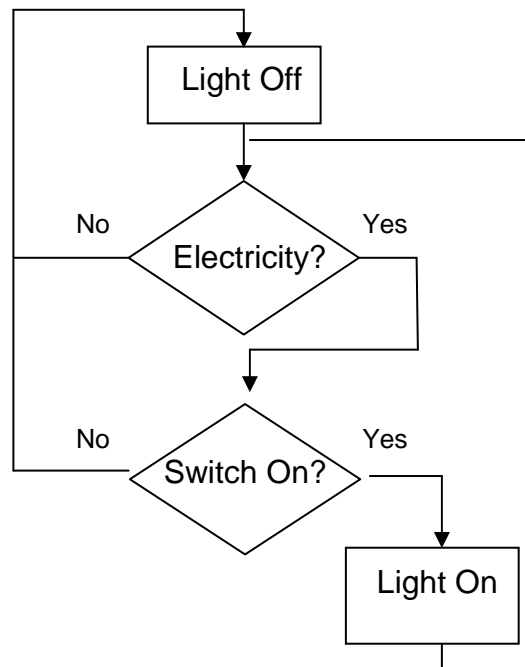 Light Off
No
Yes
Electricity?
No
Yes
Switch On?
Light On